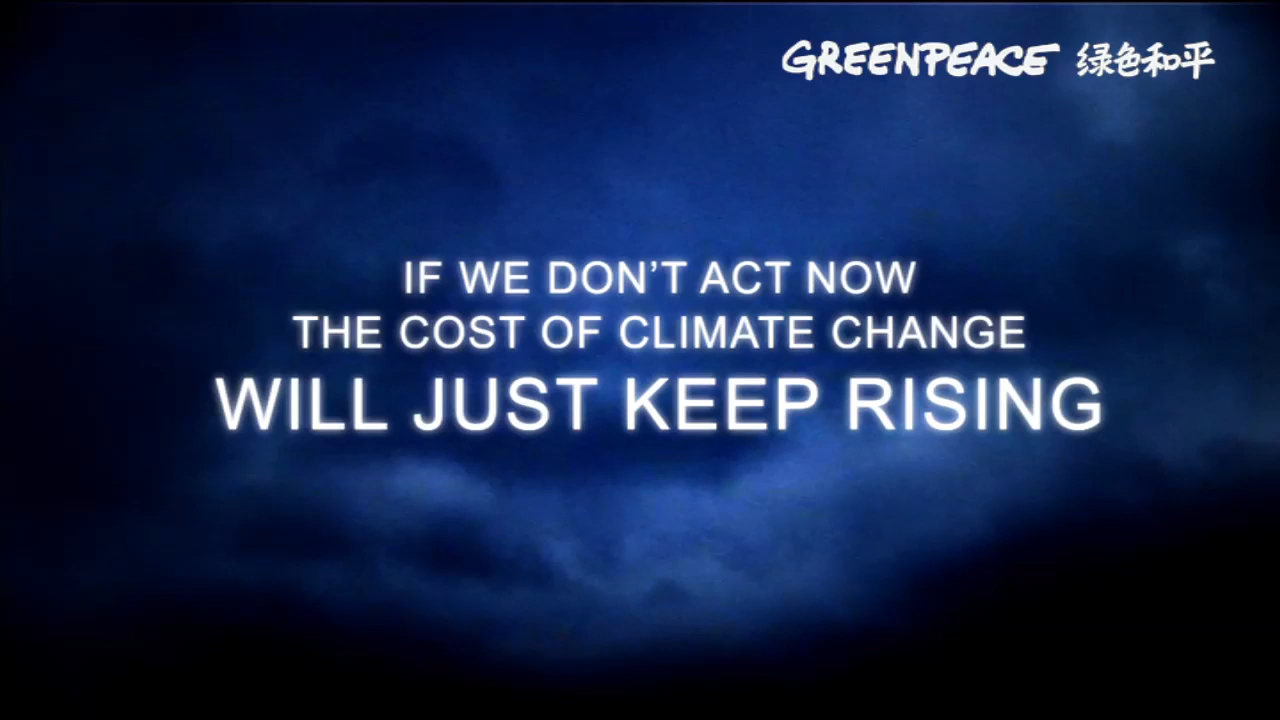 GREENPEACE 绿色和平
IF WE DON’T ACT NOW
THE COST OF CLIMATE CHANGE
WILL JUST KEEP RISING